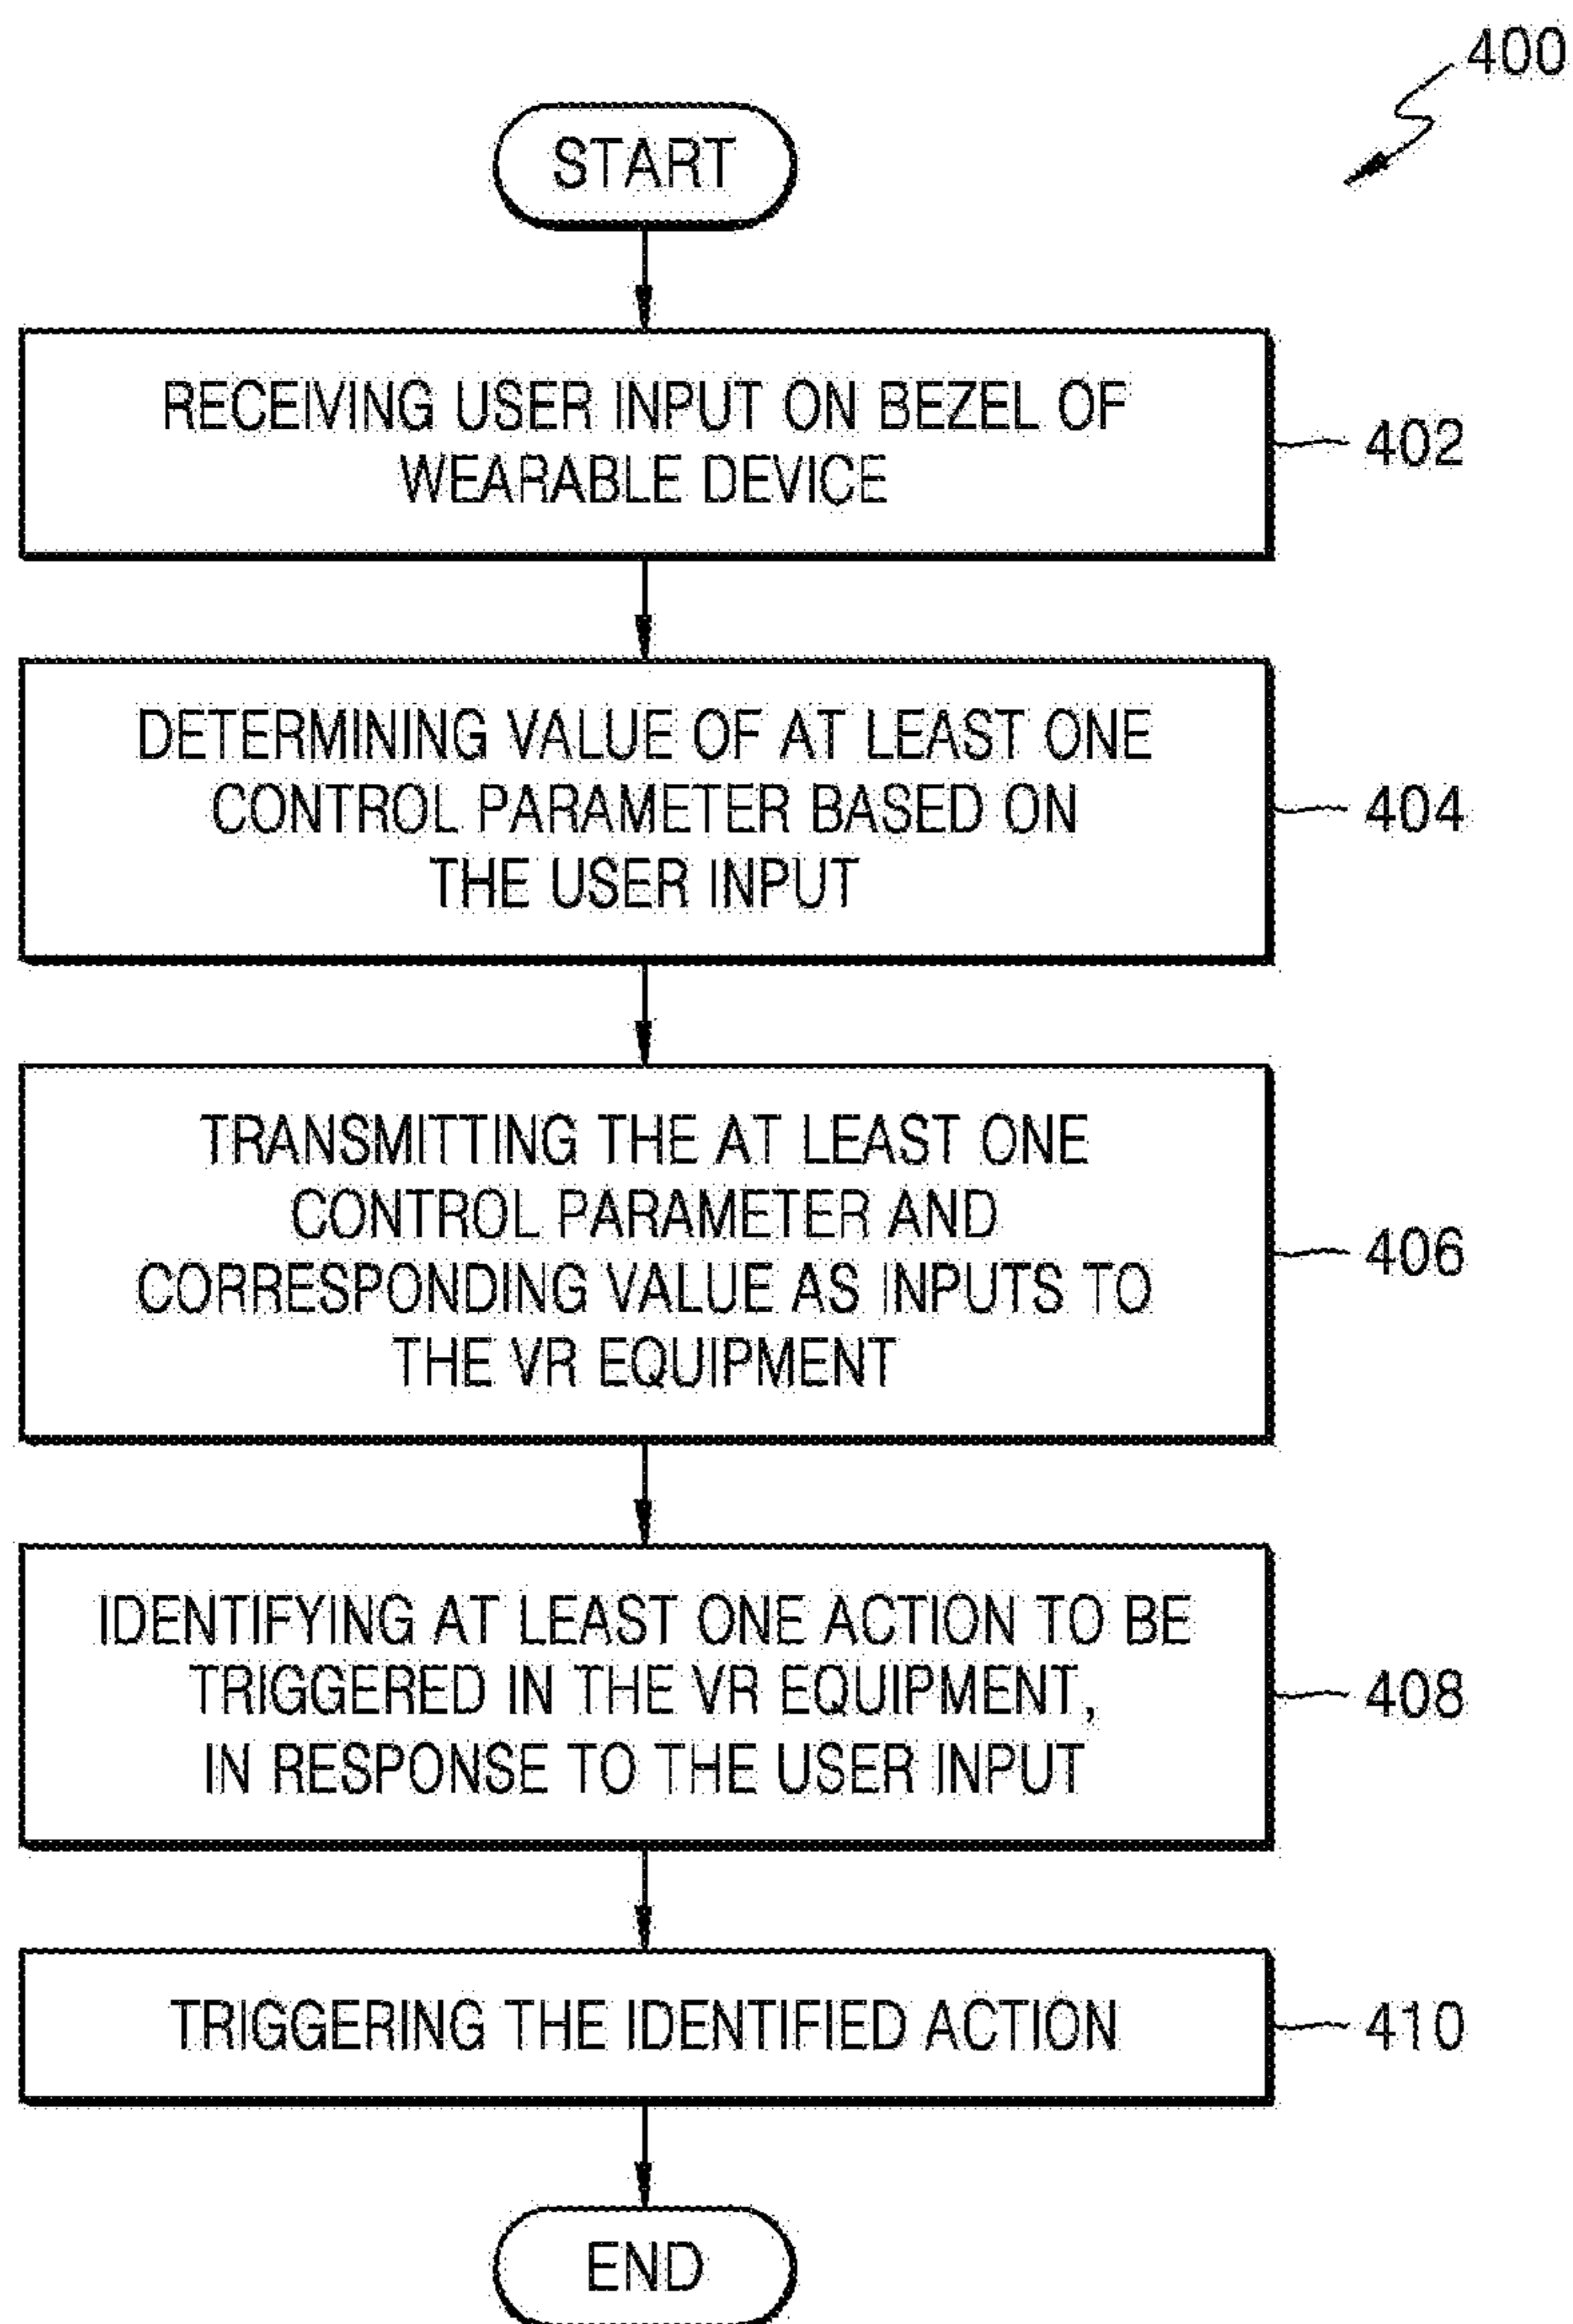 400
START
RECEIVING USER INPUT ON BEZEL OF
WEARABLE DEVICE
402
DETERMINING VALUE OF AT LEAST ONE
CONTROL PARAMETER BASED ON
THE USER INPUT
404
TRANSMITTING THE AT LEAST ONE
CONTROL PARAMETER AND
CORRESPONDING VALUE AS INPUTS TO
THE VR EQUIPMENT
406
IDENTIFYING AT LEAST ONE ACTION TO BE
TRIGGERED IN THE VR EQUIPMENT,
IN RESPONSE TO THE USER INPUT
408
TRIGGERING THE IDENTIFIED ACTION
410
END